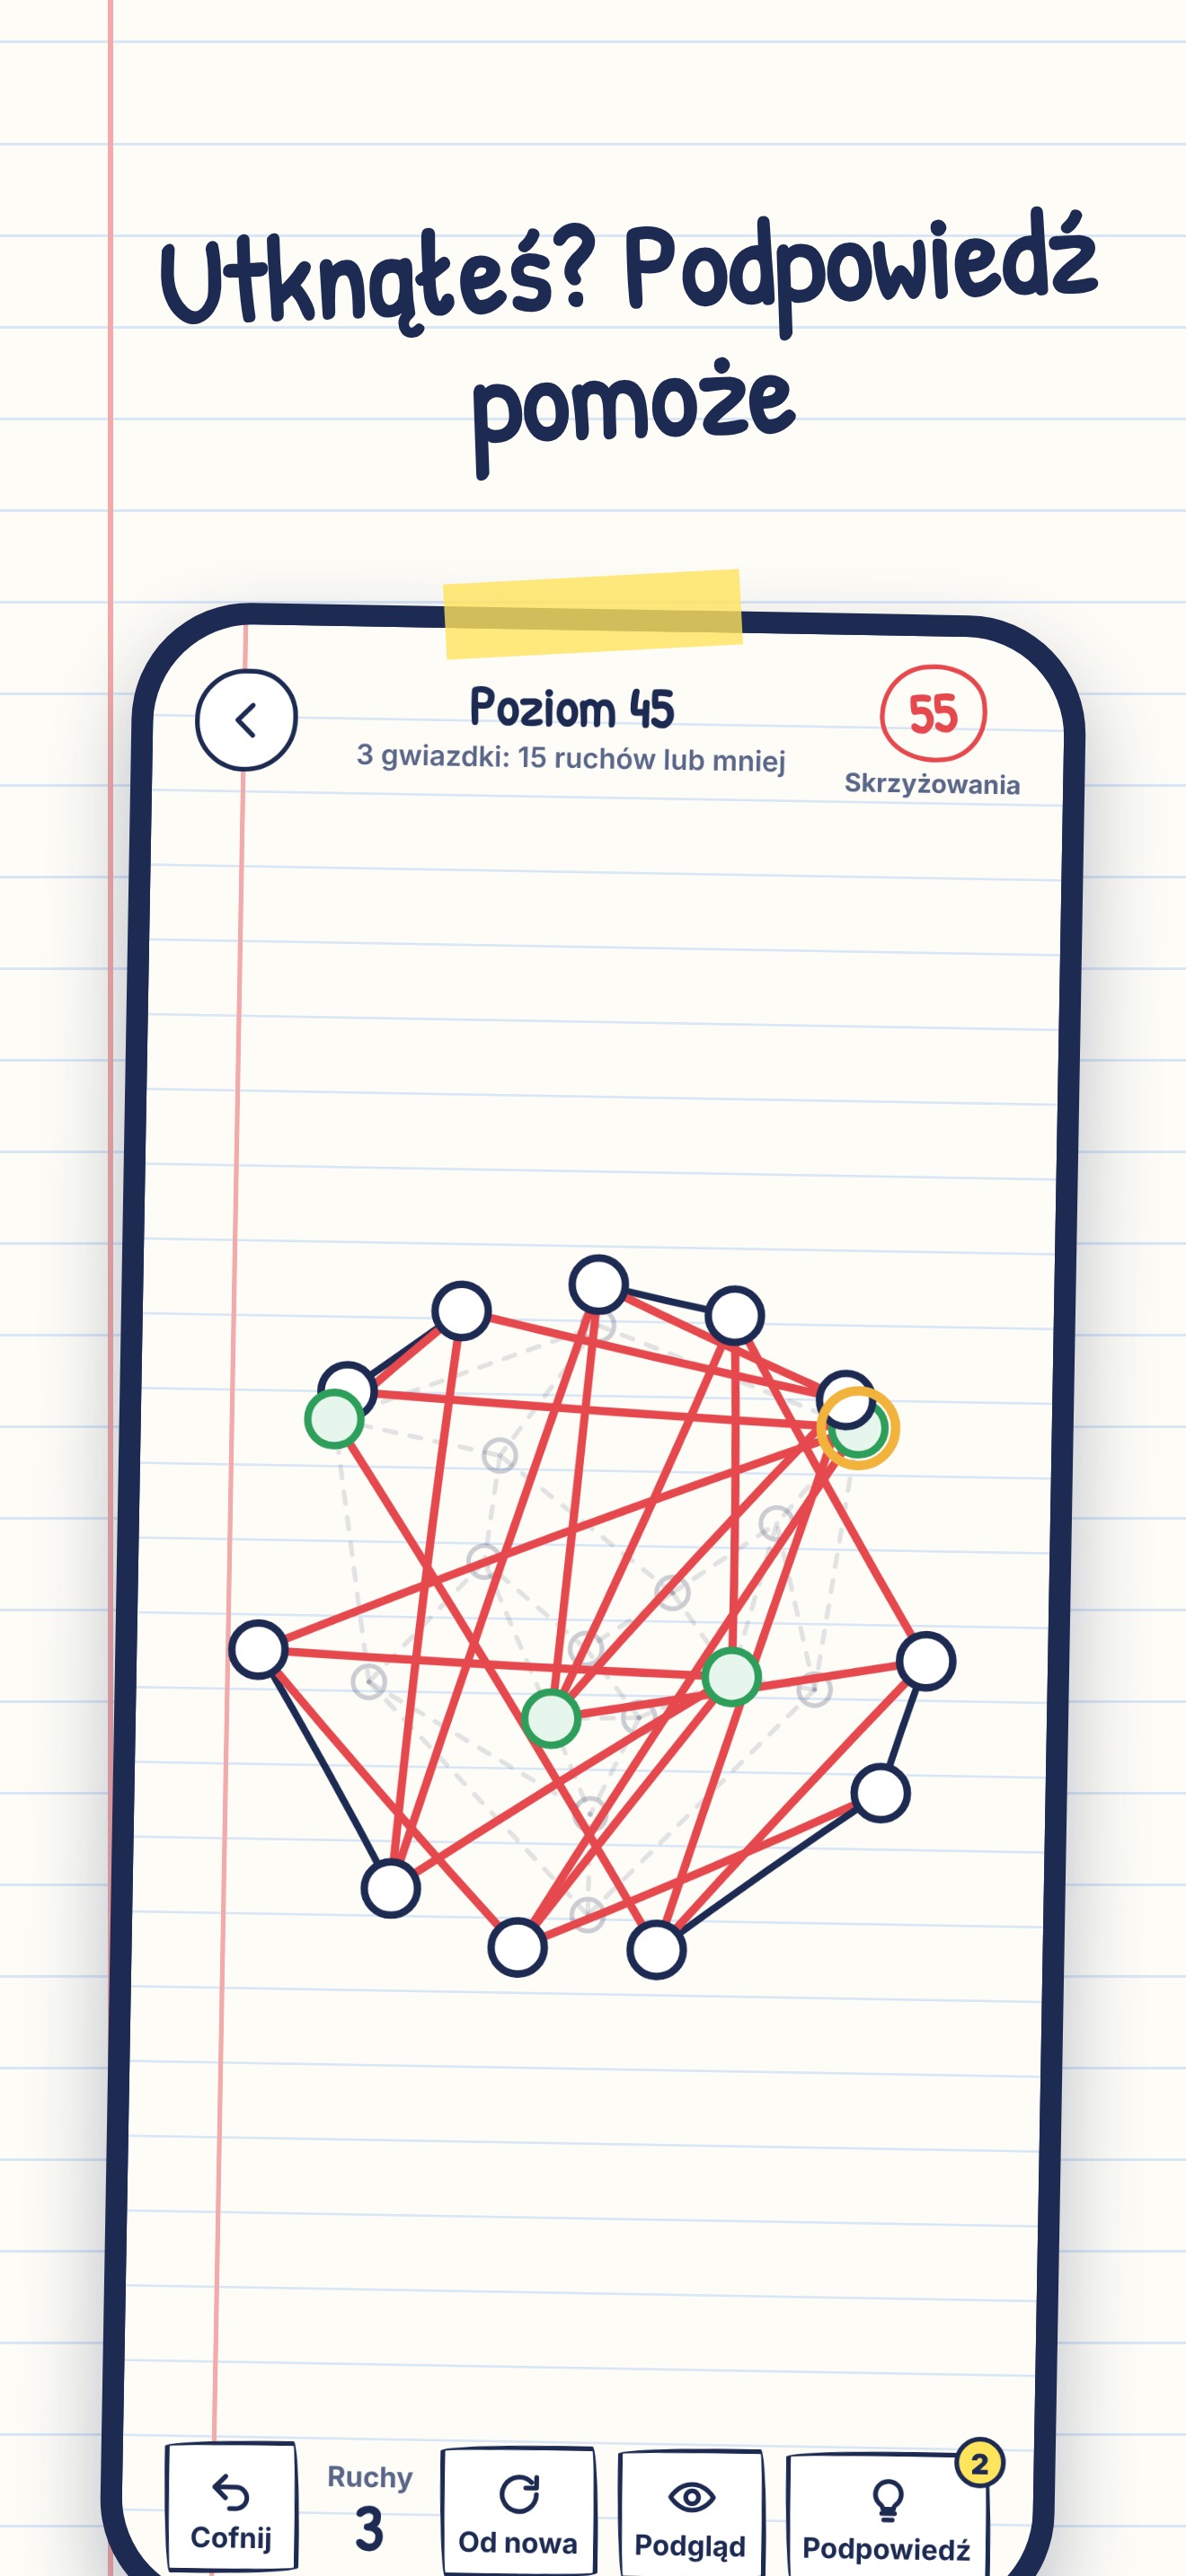 Utknąłeś? Podpowiedź
pomoże
Poziom 45
3 gwiazdki: 15 ruchów lub mniej
55
Skrzyżowania
Cofnij
Ruchy
3
Od nowa
Podgląd
2
Podpowiedź